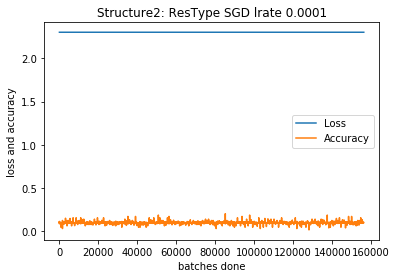 Structure2: ResType SGD lrate 0.0001
loss and accuracy
2.0
1.5
1.0
0.5
0.0
Loss
Accuracy
0 20000 40000 60000 80000 100000 120000 140000 160000
batches done